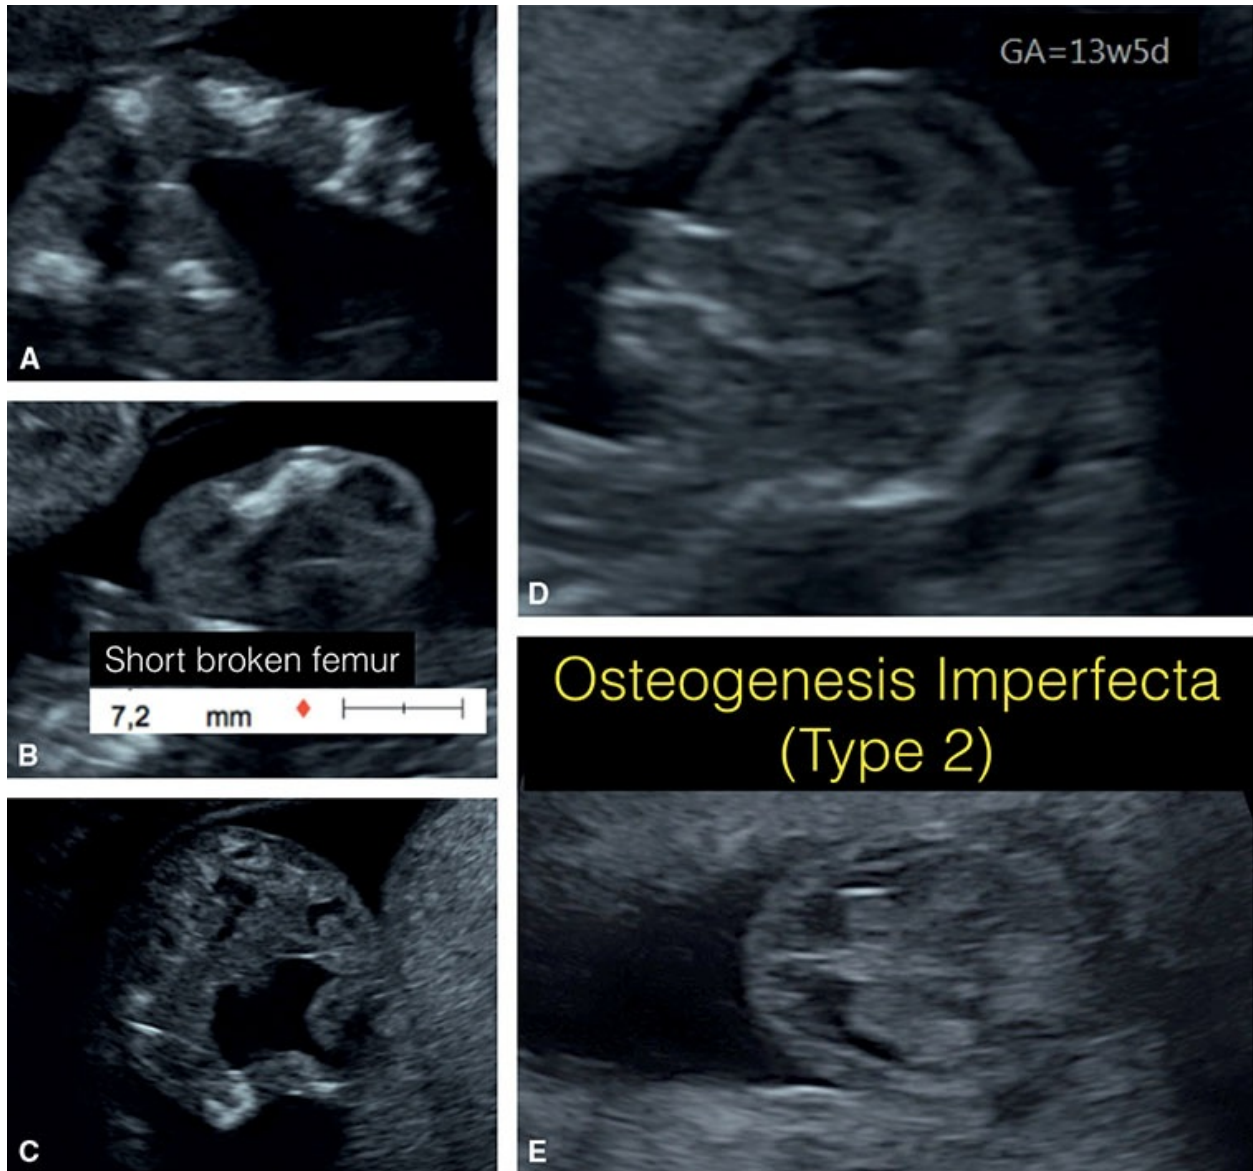 A
Short broken femur
7,2 mm
B
C
GA=13w5d
D
Osteogenesis Imperfecta
(Type 2)
E